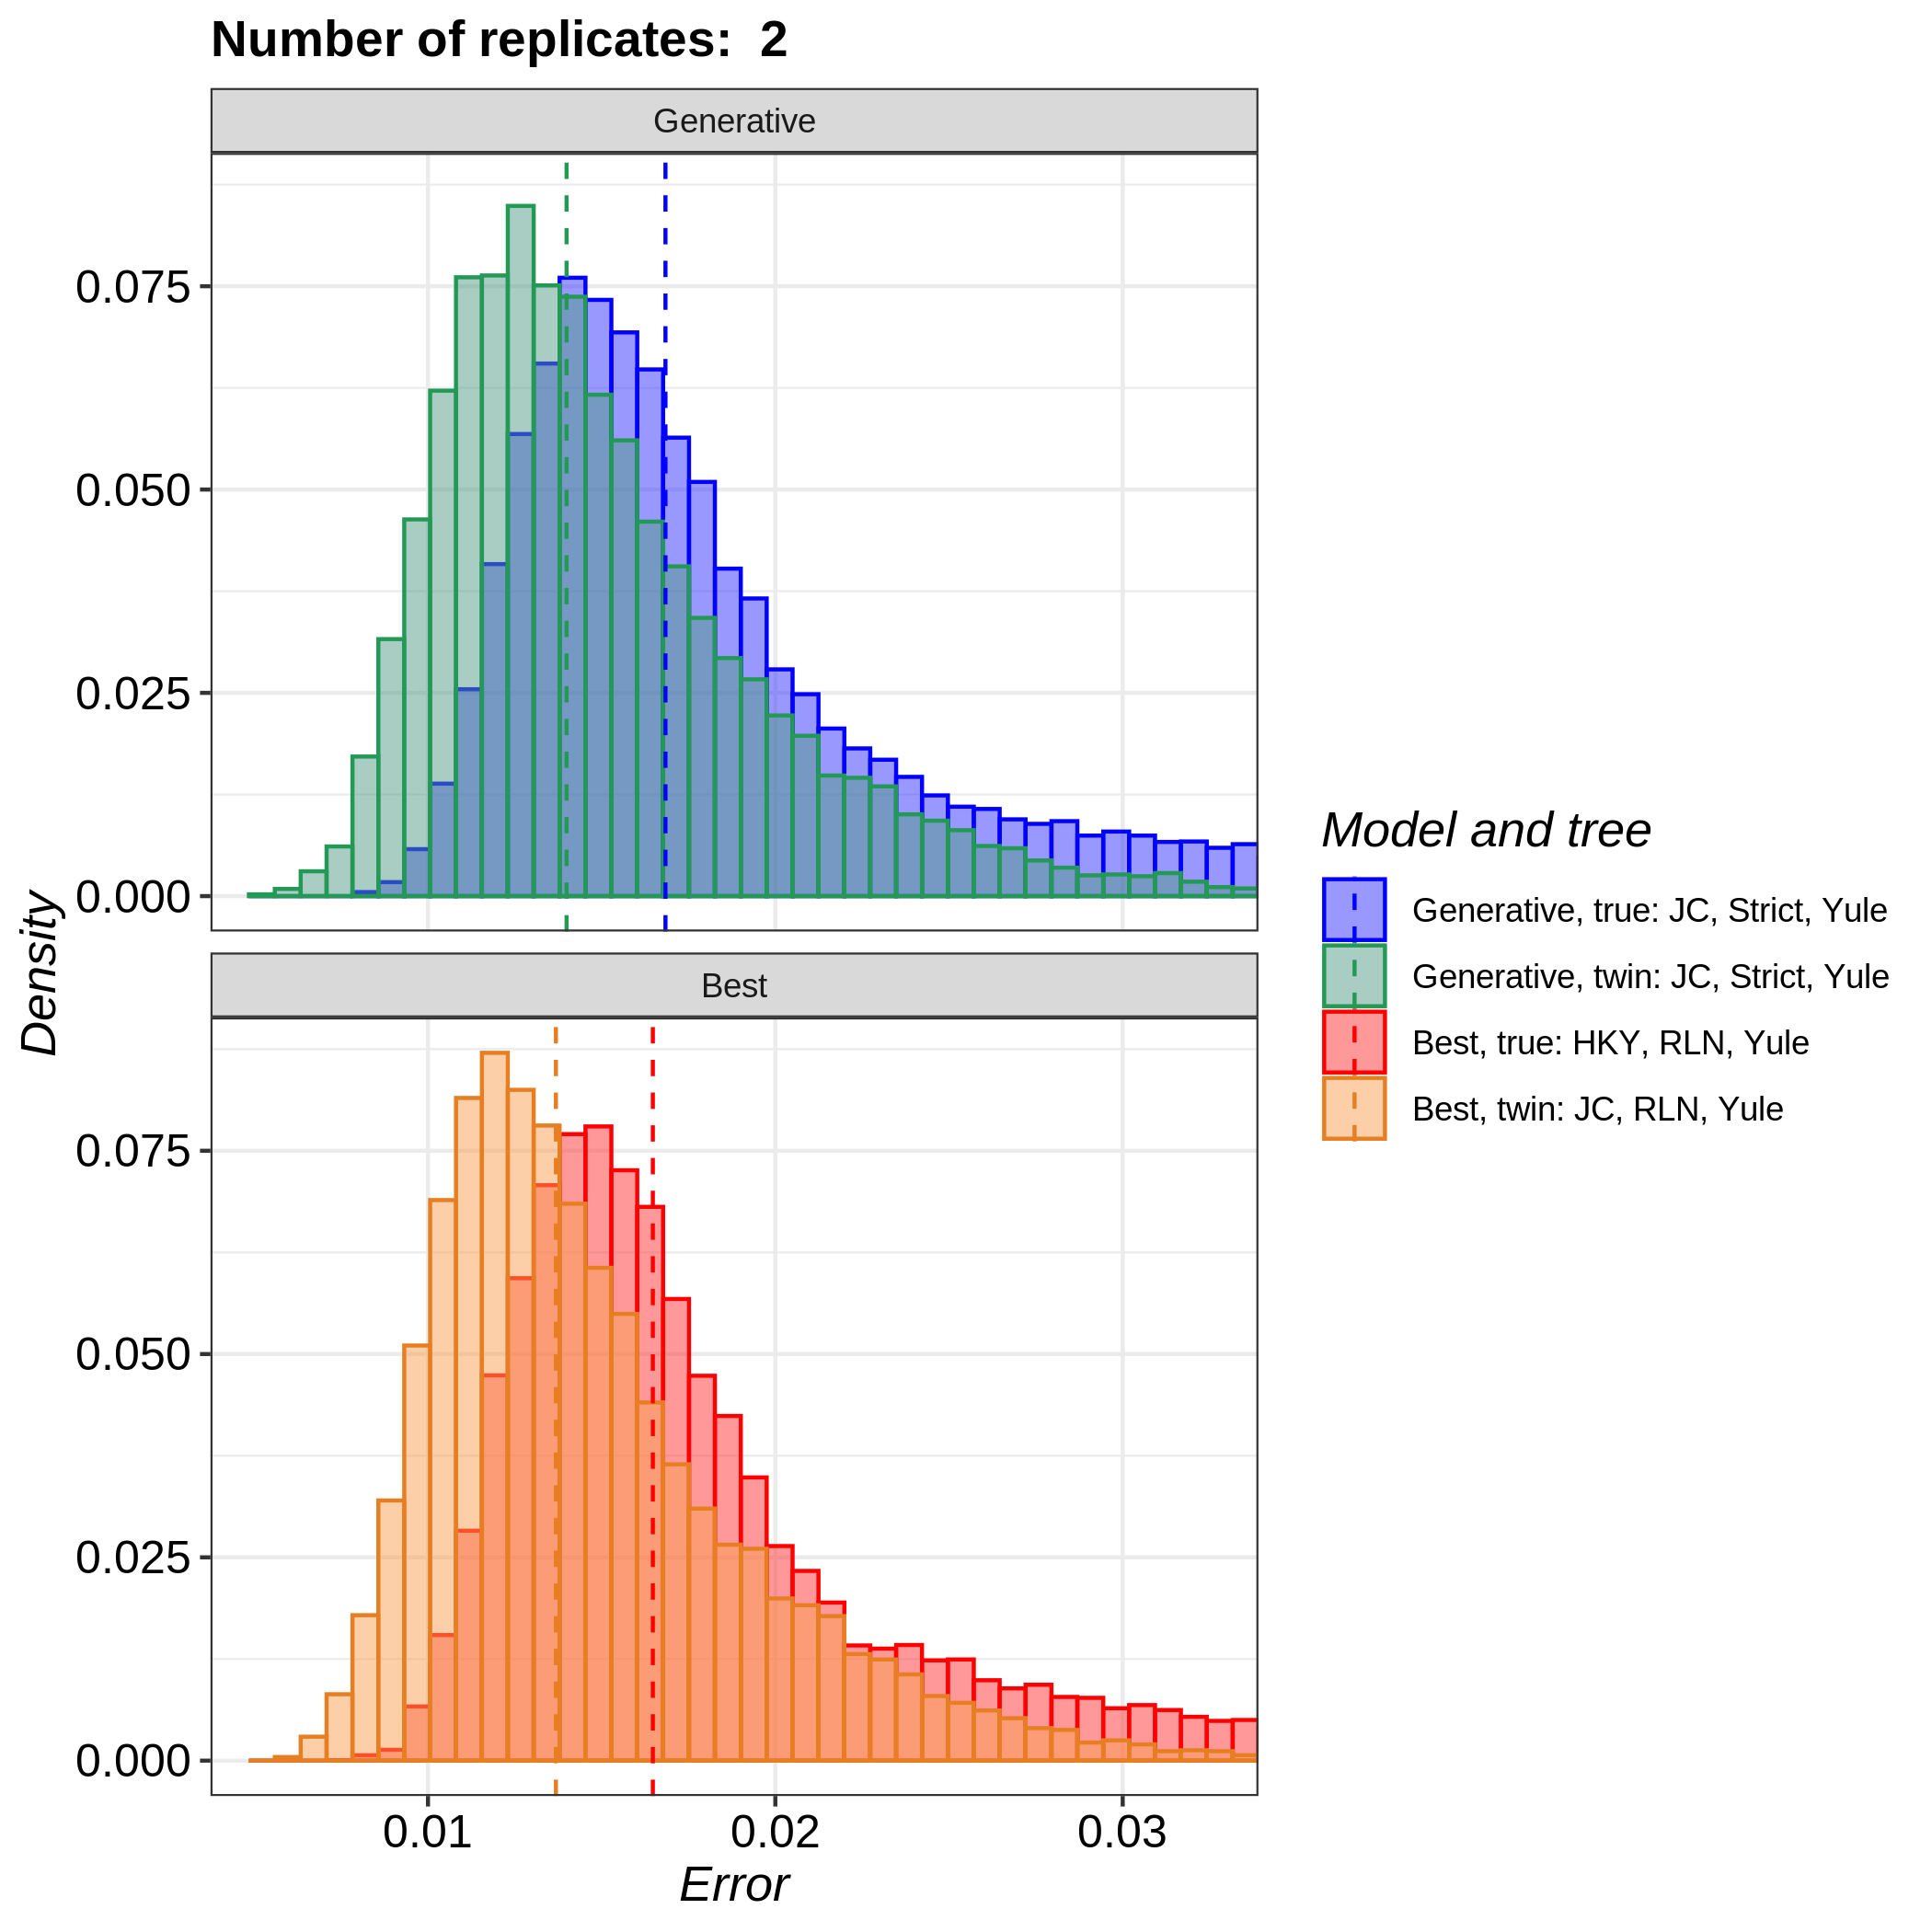 Number of replicates:  2
Generative
0.075
0.050
0.025
0.000
Best
0.075
0.050
0.025
0.000
0.01
0.02
0.03
Error
Density
Model and tree
Generative, true: JC, Strict, Yule
Generative, twin: JC, Strict, Yule
Best, true: HKY, RLN, Yule
Best, twin: JC, RLN, Yule